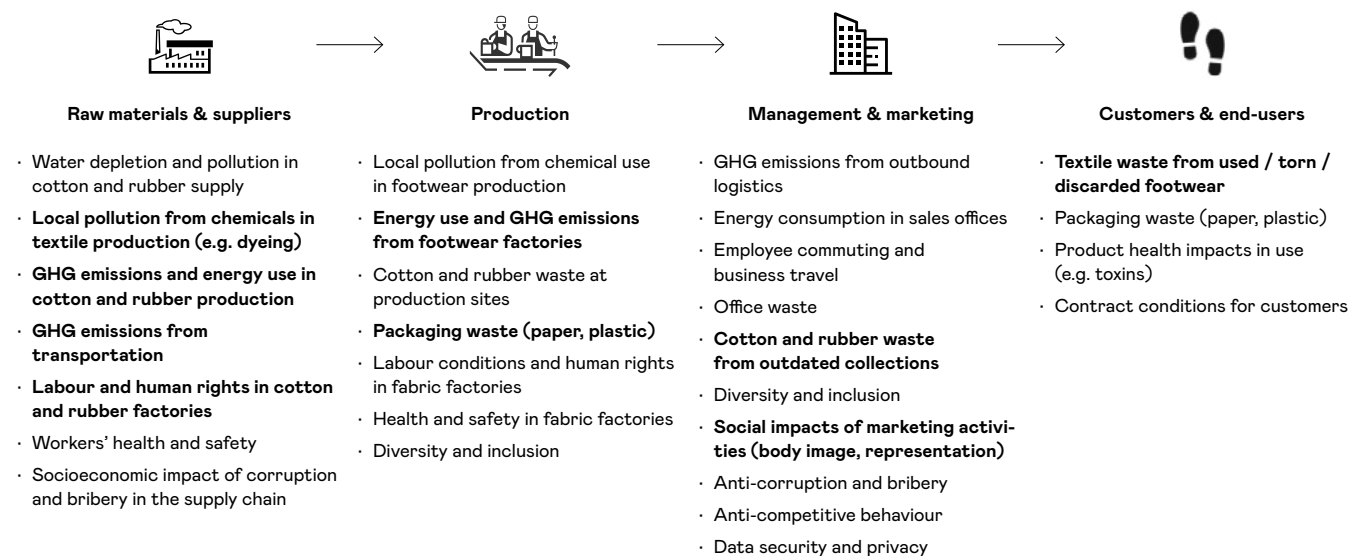 Raw materials & suppliers
· Water depletion and pollution in
cotton and rubber supply
· Local pollution from chemicals in
textile production (e.g. dyeing)
· GHG emissions and energy use in
cotton and rubber production
· GHG emissions from
transportation
· Labour and human rights in cotton
and rubber factories
· Workers’ health and safety
· Socioeconomic impact of corruption
and bribery in the supply chain
Production
· Local pollution from chemical use
in footwear production
· Energy use and GHG emissions
from footwear factories
· Cotton and rubber waste at
production sites
· Packaging waste (paper, plastic)
· Labour conditions and human rights
in fabric factories
· Health and safety in fabric factories
· Diversity and inclusion
Management & marketing
· GHG emissions from outbound
logistics
· Energy consumption in sales offices
· Employee commuting and
business travel
· Office waste
· Cotton and rubber waste
from outdated collections
· Diversity and inclusion
· Social impacts of marketing activi-
ties (body image, representation)
· Anti-corruption and bribery
· Anti-competitive behaviour
· Data security and privacy
Customers & end-users
· Textile waste from used / torn /
discarded footwear
· Packaging waste (paper, plastic)
· Product health impacts in use
(e.g. toxins)
· Contract conditions for customers